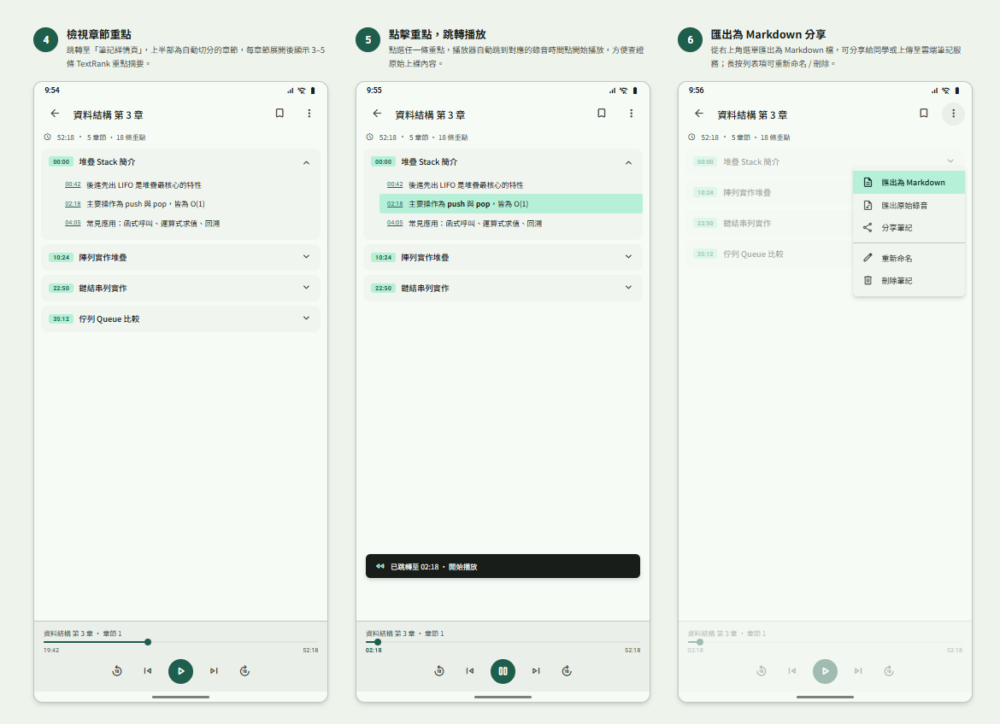 4
檢視章節重點
跳轉至「筆記詳情頁」，上半部為自動切分的章節，每章節展開後顯示 3–5
條 TextRank 重點摘要。
9:54
資料結構 第 3 章
52:18 · 5 章節 · 18 條重點
00:00 堆疊 Stack 簡介
00:42 後進先出 LIFO 是堆疊最核心的特性
02:18 主要操作為 push 與 pop，皆為 O(1)
04:05 常見應用：函式呼叫、運算式求值、回溯
10:24 陣列實作堆疊
22:50 鏈結串列實作
35:12 佇列 Queue 比較
資料結構 第 3 章 · 章節 1
19:42 52:18
10 10
5
點擊重點，跳轉播放
點選任一條重點，播放器自動跳到對應的錄音時間點開始播放，方便查證
原始上課內容。
9:55
資料結構 第 3 章
52:18 · 5 章節 · 18 條重點
00:00 堆疊 Stack 簡介
00:42 後進先出 LIFO 是堆疊最核心的特性
02:18 主要操作為 push 與 pop，皆為 O(1)
04:05 常見應用：函式呼叫、運算式求值、回溯
10:24 陣列實作堆疊
22:50 鏈結串列實作
已跳轉至 02:18 · 開始播放
資料結構 第 3 章 · 章節 1
02:18 52:18
10 10
6
匯出為 Markdown 分享
從右上角選單匯出為 Markdown 檔，可分享給同學或上傳至雲端筆記服
務；長按列表項可重新命名 / 刪除。
9:56
資料結構 第 3 章
52:18 · 5 章節 · 18 條重點
00:00 堆疊 Stack 簡介
10:24 陣列實作堆疊
22:50 鏈結串列實作
35:12 佇列 Queue 比較
匯出為 Markdown
匯出原始錄音
分享筆記
重新命名
刪除筆記
資料結構 第 3 章 · 章節 1
02:18 52:18
10 10